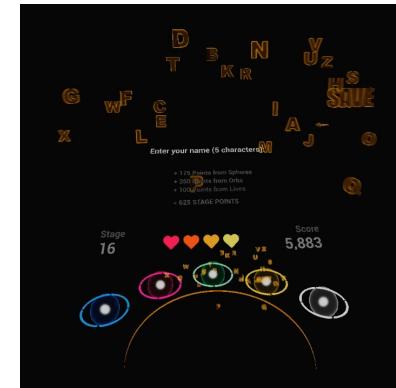 D B N V
T U Z
K R
H S
G W F C I SAVE
E A ←
X L J O
Enter your name (5 characters)
M
+ 175 Points from Spheres
+ 250 Points from Orbs
P Q
+ 100 Points from Lives
= 625 STAGE POINTS
Stage Score
16 5,883